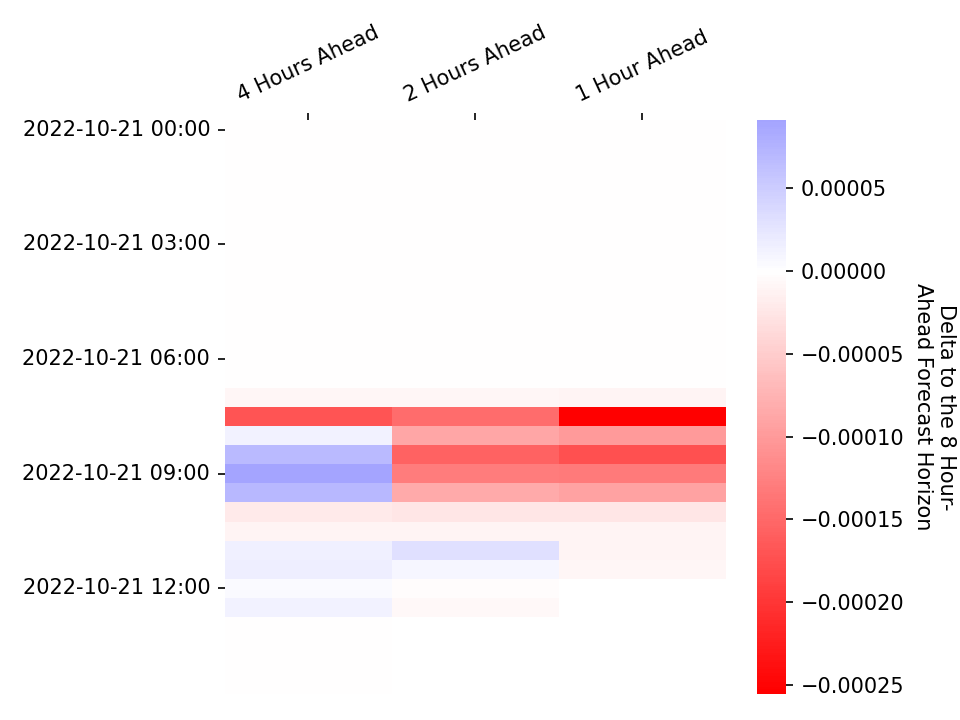 4 Hours Ahead
2 Hours Ahead
1 Hour Ahead
2022-10-21 00:00
2022-10-21 03:00
2022-10-21 06:00
2022-10-21 09:00
2022-10-21 12:00
0.00005
0.00000
−0.00005
−0.00010
−0.00015
−0.00020
−0.00025
Delta to the 8 Hour-
Ahead Forecast Horizon